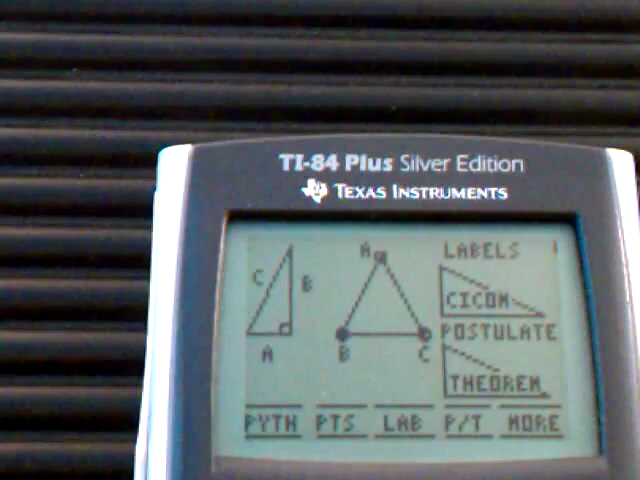 TI-84 Plus Silver Edition
TEXAS INSTRUMENTS
A LABELS
C B
CICOM
POSTULATE
A B C
THEOREM
PYTH PTS LAB P/T MORE